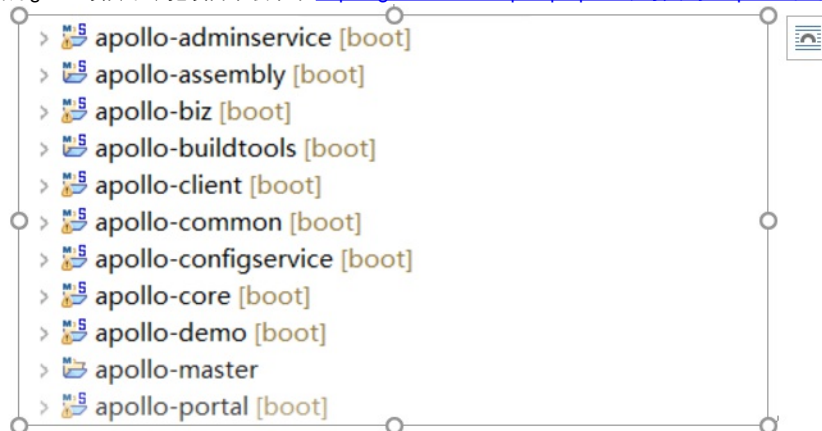 apollo-adminservice [boot]
apollo-assembly [boot]
apollo-biz [boot]
apollo-buildtools [boot]
apollo-client [boot]
apollo-common [boot]
apollo-configservice [boot]
apollo-core [boot]
apollo-demo [boot]
apollo-master
apollo-portal [boot]